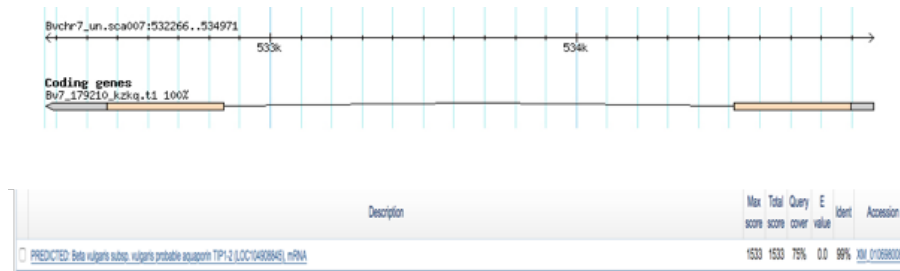 Bvchr7_un.sca007:532266..534971
533k 534k
Coding genes
Bv7_179210_kzkq.t1 100%
Description Max score Total score Query cover E value Ident Accession
PREDICTED: Beta vulgaris subsp. vulgaris probable aquaporin TIP1-2 (LOC104908845), mRNA 1533 1533 75% 0.0 99%